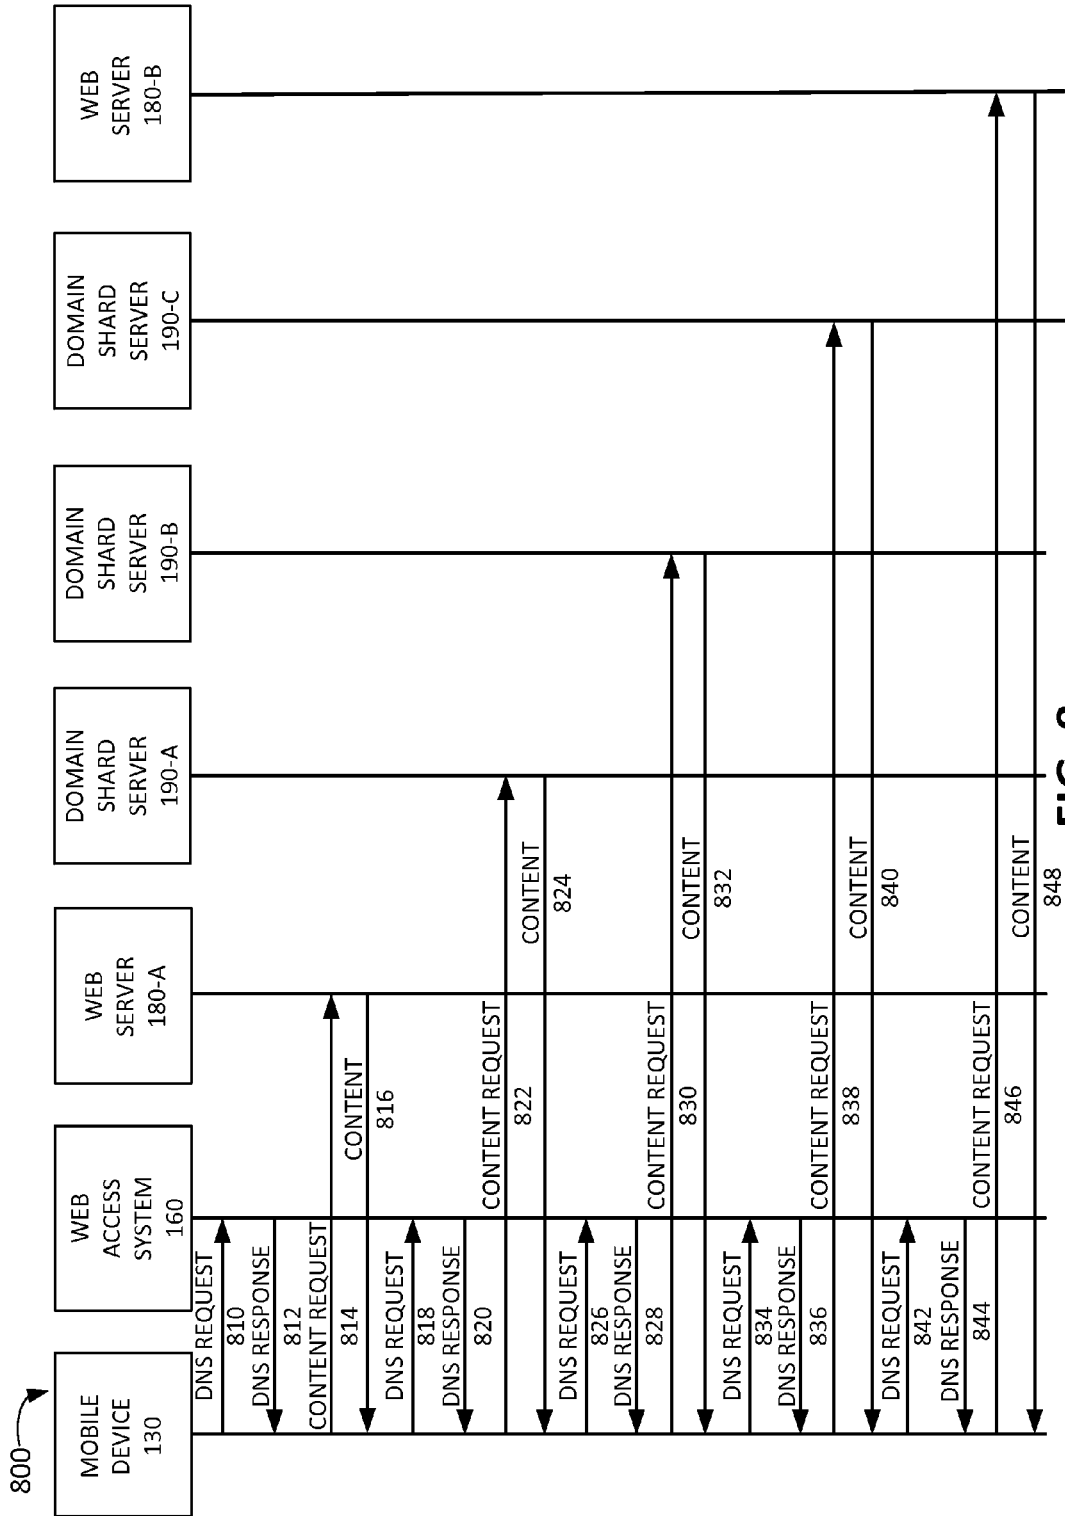 800
MOBILE
DEVICE
130
WEB
ACCESS
SYSTEM
160
WEB
SERVER
180-A
DOMAIN
SHARD
SERVER
190-A
DOMAIN
SHARD
SERVER
190-B
DOMAIN
SHARD
SERVER
190-C
WEB
SERVER
180-B
DNS REQUEST
810
DNS RESPONSE
812
CONTENT REQUEST
814
CONTENT
816
DNS REQUEST
818
DNS RESPONSE
820
CONTENT REQUEST
822
CONTENT
824
DNS REQUEST
826
DNS RESPONSE
828
CONTENT REQUEST
830
CONTENT
832
DNS REQUEST
834
DNS RESPONSE
836
CONTENT REQUEST
838
CONTENT
840
DNS REQUEST
842
DNS RESPONSE
844
CONTENT REQUEST
846
CONTENT
848
FIG.